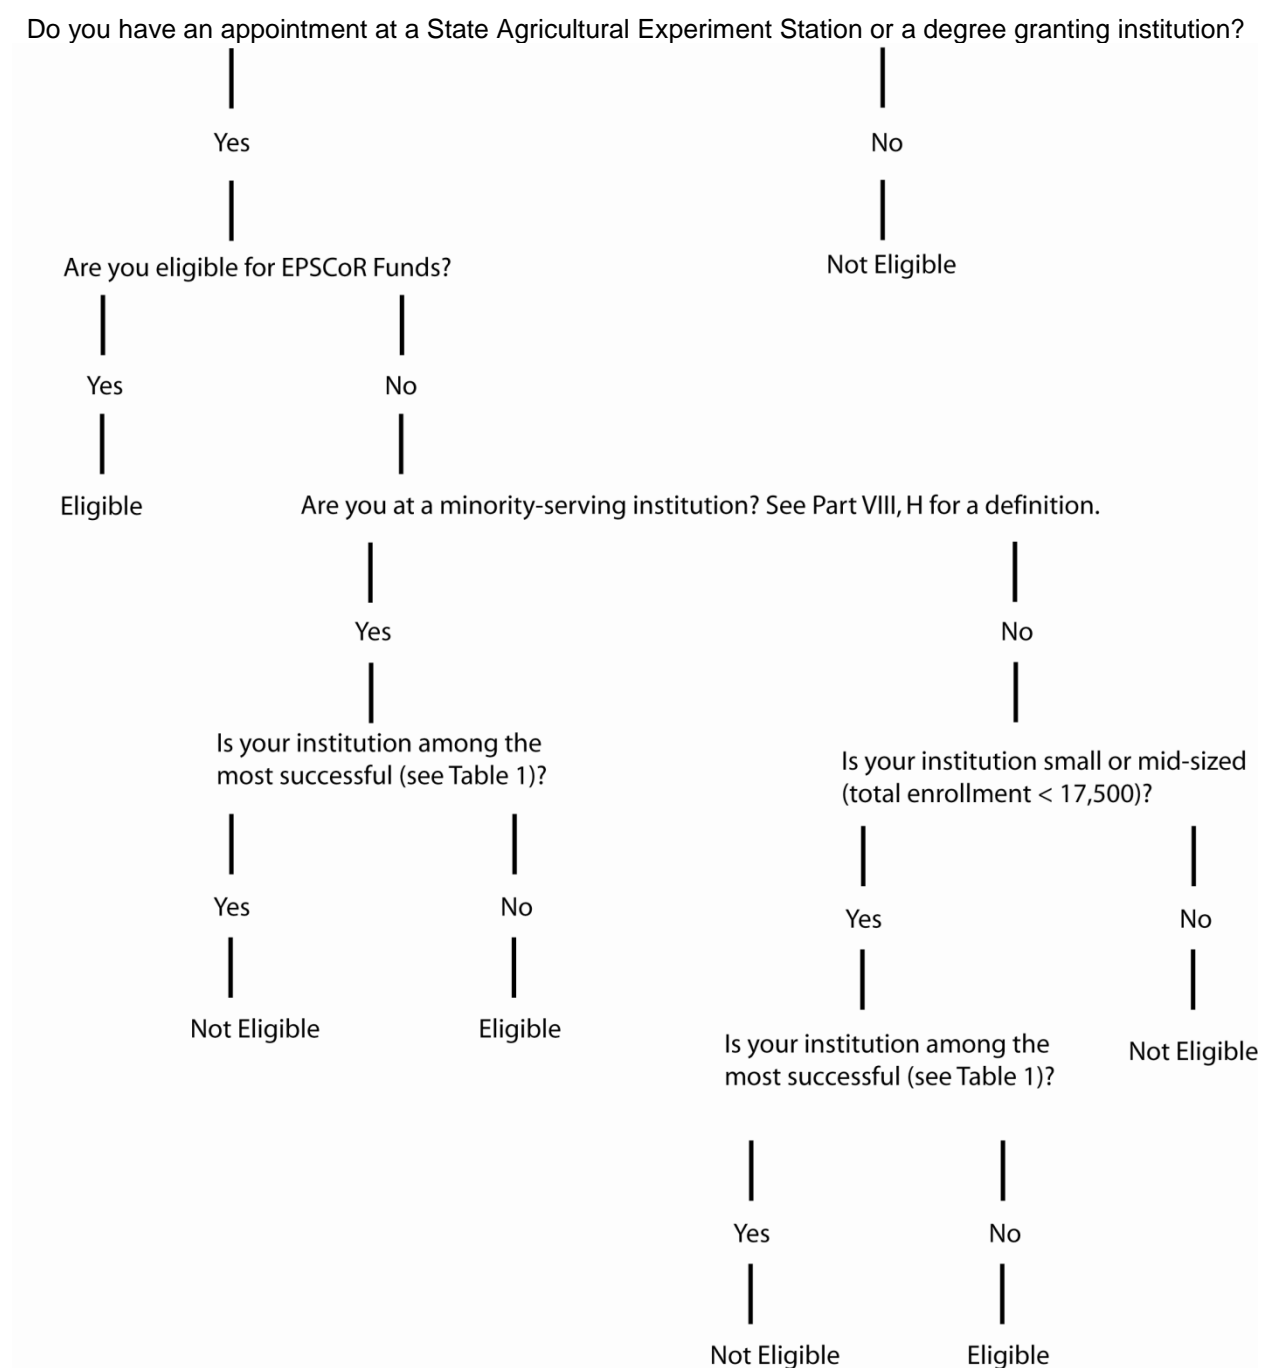 Do you have an appointment at a State Agricultural Experiment Station or a degree granting institution?
Yes
No
Are you eligible for EPSCoR Funds?
Not Eligible
Yes
No
Eligible
Are you at a minority-serving institution? See Part VIII, H for a definition.
Yes
No
Is your institution among the
most successful (see Table 1)?
Is your institution small or mid-sized
(total enrollment < 17,500)?
Yes
No
Yes
No
Not Eligible
Eligible
Is your institution among the
most successful (see Table 1)?
Not Eligible
Yes
No
Not Eligible
Eligible